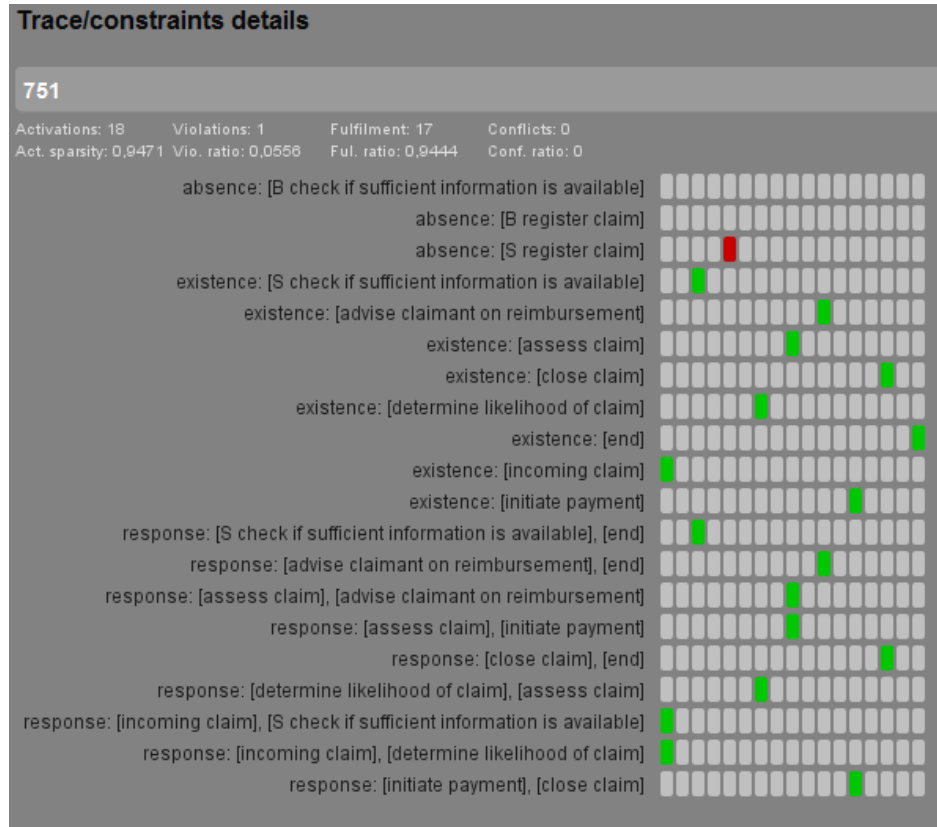 Trace/constraints details
751
Activations: 18 Violations: 1 Fulfilment: 17 Conflicts: 0
Act. sparsity: 0,9471 Vio. ratio: 0,0556 Ful. ratio: 0,9444 Conf. ratio: 0
absence: [B check if sufficient information is available]
absence: [B register claim]
absence: [S register claim]
existence: [S check if sufficient information is available]
existence: [advise claimant on reimbursement]
existence: [assess claim]
existence: [close claim]
existence: [determine likelihood of claim]
existence: [end]
existence: [incoming claim]
existence: [initiate payment]
response: [S check if sufficient information is available], [end]
response: [advise claimant on reimbursement], [end]
response: [assess claim], [advise claimant on reimbursement]
response: [assess claim], [initiate payment]
response: [close claim], [end]
response: [determine likelihood of claim], [assess claim]
response: [incoming claim], [S check if sufficient information is available]
response: [incoming claim], [determine likelihood of claim]
response: [initiate payment], [close claim]